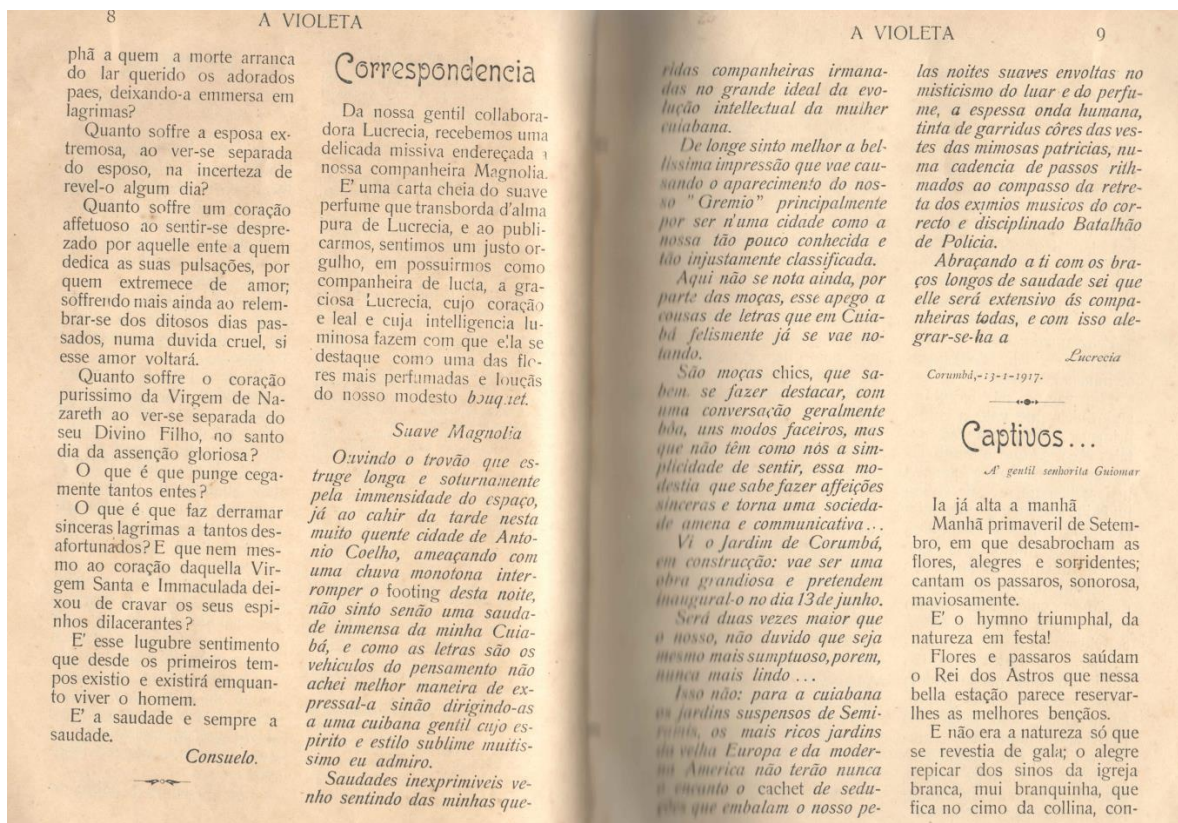 8
A VIOLETA
phã a quem a morte arranca
do lar querido os adorados
paes, deixando-a emmersa em
lagrimas?
Quanto soffre a esposa ex-
tremosa, ao ver-se separada
do esposo, na incerteza de
revel-o algum dia?
Quanto soffre um coração
affetuoso ao sentir-se despre-
zado por aquelle ente a quem
dedica as suas pulsações, por
quem extremece de amor;
soffrendo mais ainda ao relem-
brar-se dos ditosos dias pas-
sados, numa duvida cruel, si
esse amor voltará.
Quanto soffre o coração
purissimo da Virgem de Na-
zareth ao ver-se separada do
seu Divino Filho, no santo
dia da assenção gloriosa?
O que é que punge cega-
mente tantos entes?
O que é que faz derramar
sinceras lagrimas a tantos des-
afortunados? E que nem mes-
mo ao coração daquella Vir-
gem Santa e Immaculada dei-
xou de cravar os seus espi-
nhos dilacerantes?
E' esse lugubre sentimento
que desde os primeiros tem-
pos existio e existirá emquan-
to viver o homem.
E' a saudade e sempre a
saudade.
Consuelo.
Correspondencia
Da nossa gentil collabora-
dora Lucrecia, recebemos uma
delicada missiva endereçada
nossa companheira Magnolia.
E' uma carta cheia do suave
perfume que transborda d'alma
pura de Lucrecia, e ao publi-
carmos, sentimos um justo or-
gulho, em possuirmos como
companheira de lucta, a gra-
ciosa Lucrecia, cujo coração
e leal e cuja intelligencia lu-
minosa fazem com que ella se
destaque como uma das flo-
res mais perfumadas e louçãs
do nosso modesto bouquet.
Suave Magnolia
Ouvindo o trovão que es-
truge longa e soturnamente
pela immensidade do espaço,
já ao cahir da tarde nesta
muito quente cidade de Anto-
nio Coelho, ameaçando com
uma chuva monotona inter-
romper o footing desta noite,
não sinto senão uma sauda-
de immensa da minha Cuia-
bá, e como as letras são os
vehiculos do pensamento não
achei melhor maneira de ex-
pressal-a sinão dirigindo-as
a uma cuibana gentil cujo es-
pirito e estilo sublime muitis-
simo eu admiro.
Saudades inexprimiveis ve-
nho sentindo das minhas que-
A VIOLETA
9
ridas companheiras irmana-
das no grande ideal da evo-
lução intellectual da mulher
cuiabana.
De longe sinto melhor a bel-
lissima impressão que vae cau-
sando o aparecimento do nos-
so "Gremio" principalmente
por ser n'uma cidade como a
nossa tão pouco conhecida e
tão injustamente classificada.
Aqui não se nota ainda, por
parte das moças, esse apego a
cousas de letras que em Cuia-
bá felismente já se vae no-
tando.
São moças chics, que sa-
bem se fazer destacar, com
uma conversação geralmente
bôa, uns modos faceiros, mas
que não têm como nós a sim-
plicidade de sentir, essa mo-
destia que sabe fazer affeições
sinceras e torna uma socieda-
de amena e communicativa...
Vi o Jardim de Corumbá,
em construcção: vae ser uma
obra grandiosa e pretendem
inaugural-o no dia 13 de junho.
Será duas vezes maior que
o nosso, não duvido que seja
mesmo mais sumptuoso, porem,
nunca mais lindo ...
Isso não: para a cuiabana
os jardins suspensos de Semi-
ramis, os mais ricos jardins
da velha Europa e da moder-
na America não terão nunca
o encanto o cachet de sedu-
ções que embalam o nosso pe-
las noites suaves envoltas no
misticismo do luar e do perfu-
me, a espessa onda humana,
tinta de garridas côres das ves-
tes das mimosas patricias, nu-
ma cadencia de passos rith-
mados ao compasso da retre-
ta dos eximios musicos do cor-
recto e disciplinado Batalhão
de Policia.
Abraçando a ti com os bra-
ços longos de saudade sei que
elle será extensivo ás compa-
nheiras todas, e com isso ale-
grar-se-ha a
Lucrecia
Corumbá,-13-1-1917.
Captivos...
A' gentil senhorita Guiomar
Ia já alta a manhã
Manhã primaveril de Setem-
bro, em que desabrocham as
flores, alegres e sorridentes;
cantam os passaros, sonorosa,
maviosamente.
E' o hymno triumphal, da
natureza em festa!
Flores e passaros saúdam
o Rei dos Astros que nessa
bella estação parece reservar-
lhes as melhores bençãos.
E não era a natureza só que
se revestia de gala; o alegre
repicar dos sinos da igreja
branca, mui branquinha, que
fica no cimo da collina, con-